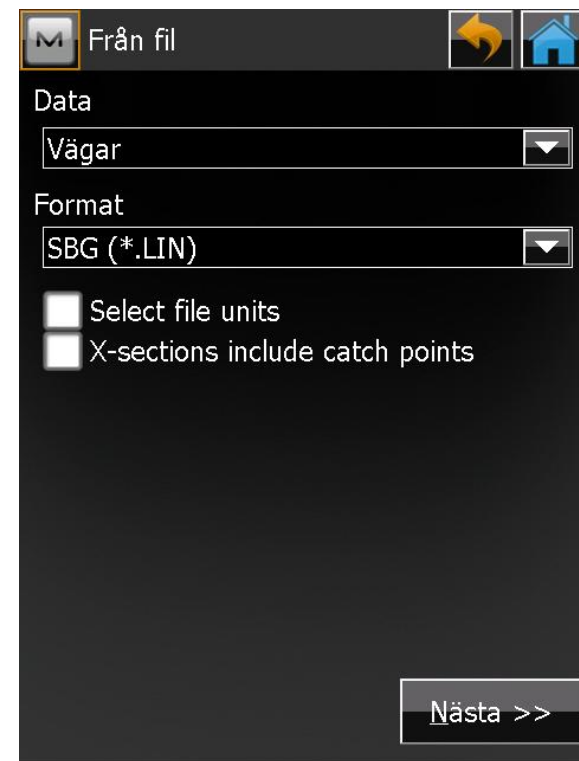 Från fil
Data
Vägar
Format
SBG (*.LIN)
Select file units
X-sections include catch points
Nästa >>